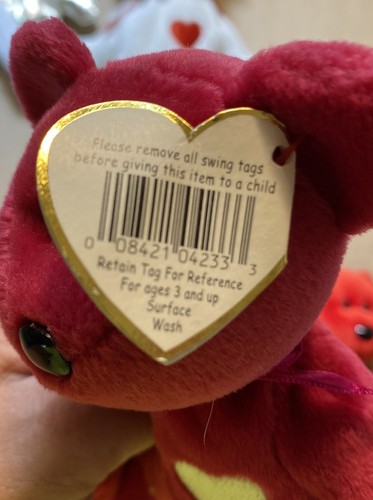 Please remove all swing tags
before giving this item to a child
0 08421 04233 3
Retain Tag For Reference
For ages 3 and up
Surface
Wash